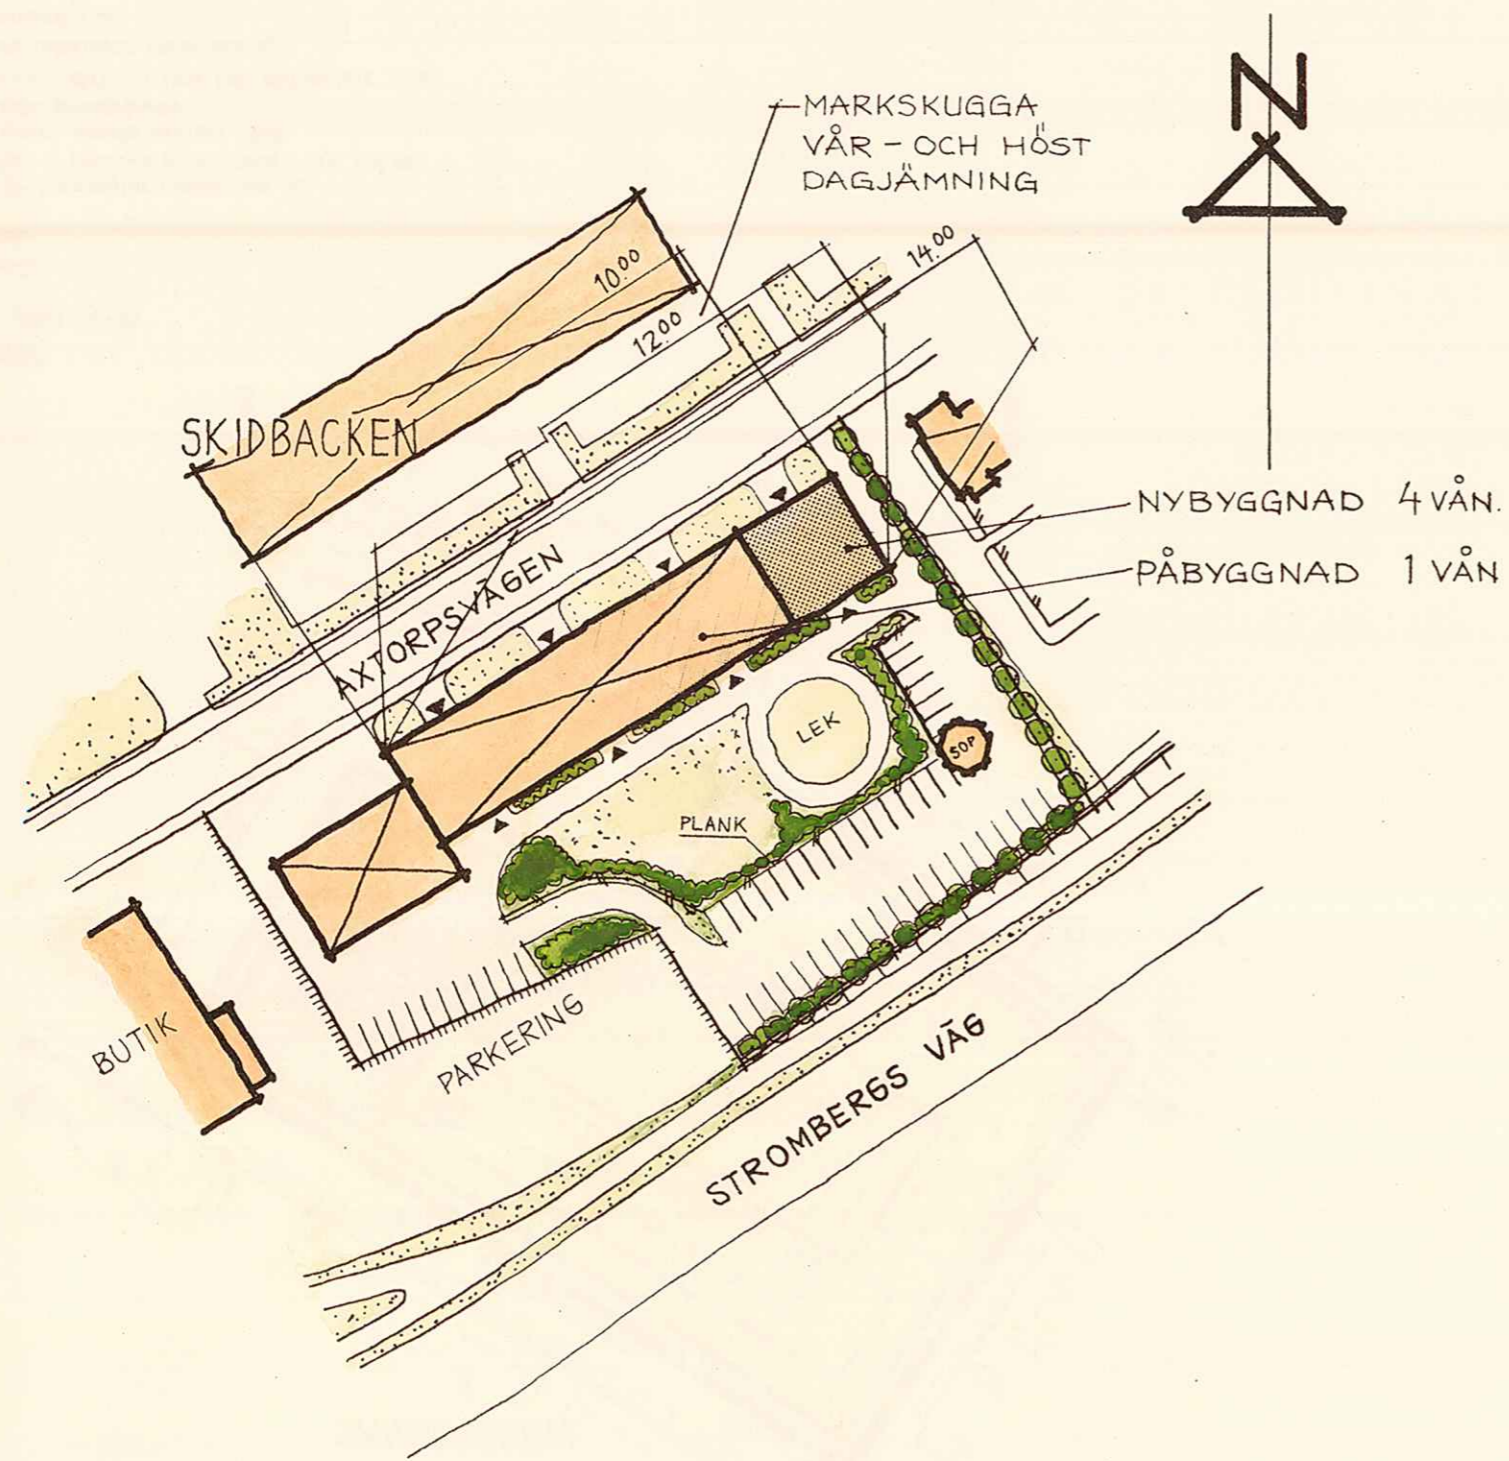 N
MARKSKUGGA
VÅR - OCH HÖST
DAGJÄMNING
14.00
10.00
12.00
SKIDBACKEN
NYBYGGNAD 4 VÅN.
PÅBYGGNAD 1 VÅN
AXTORPSVÄGEN
LEK
SOP
PLANK
BUTIK
PARKERING
STROMBERGS VÄG